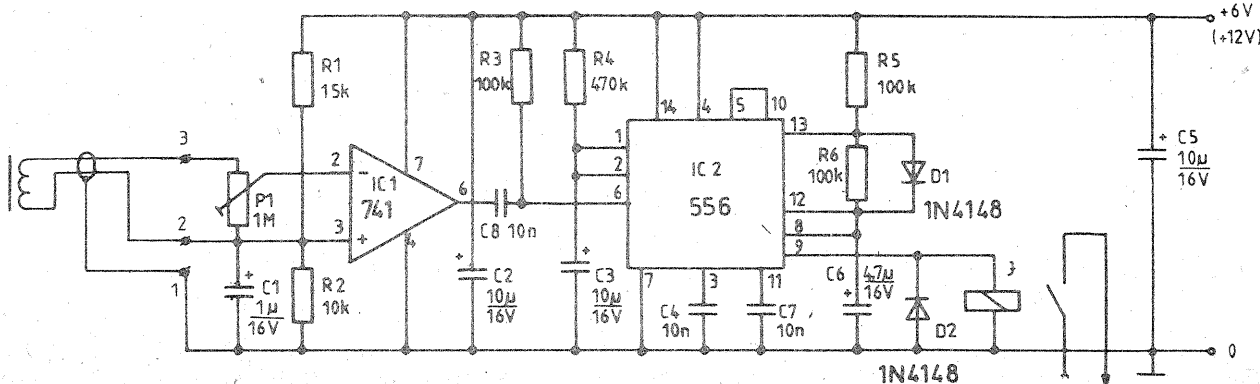 +6V
(+12V)
R1
15k
R3
100k
R4
470k
R5
100k
14
4
5
10
13
1
2
6
IC 2
556
R6
100k
D1
1N4148
12
8
9
C5
10µ
16V
3
2
1
P1
1M
2
3
-
+
IC1
741
7
6
4
C8 10n
C1
1µ
16V
R2
10k
C2
10µ
16V
C3
10µ
16V
7
3
11
C4
10n
C7
10n
C6
47µ
16V
D2
1N4148
0